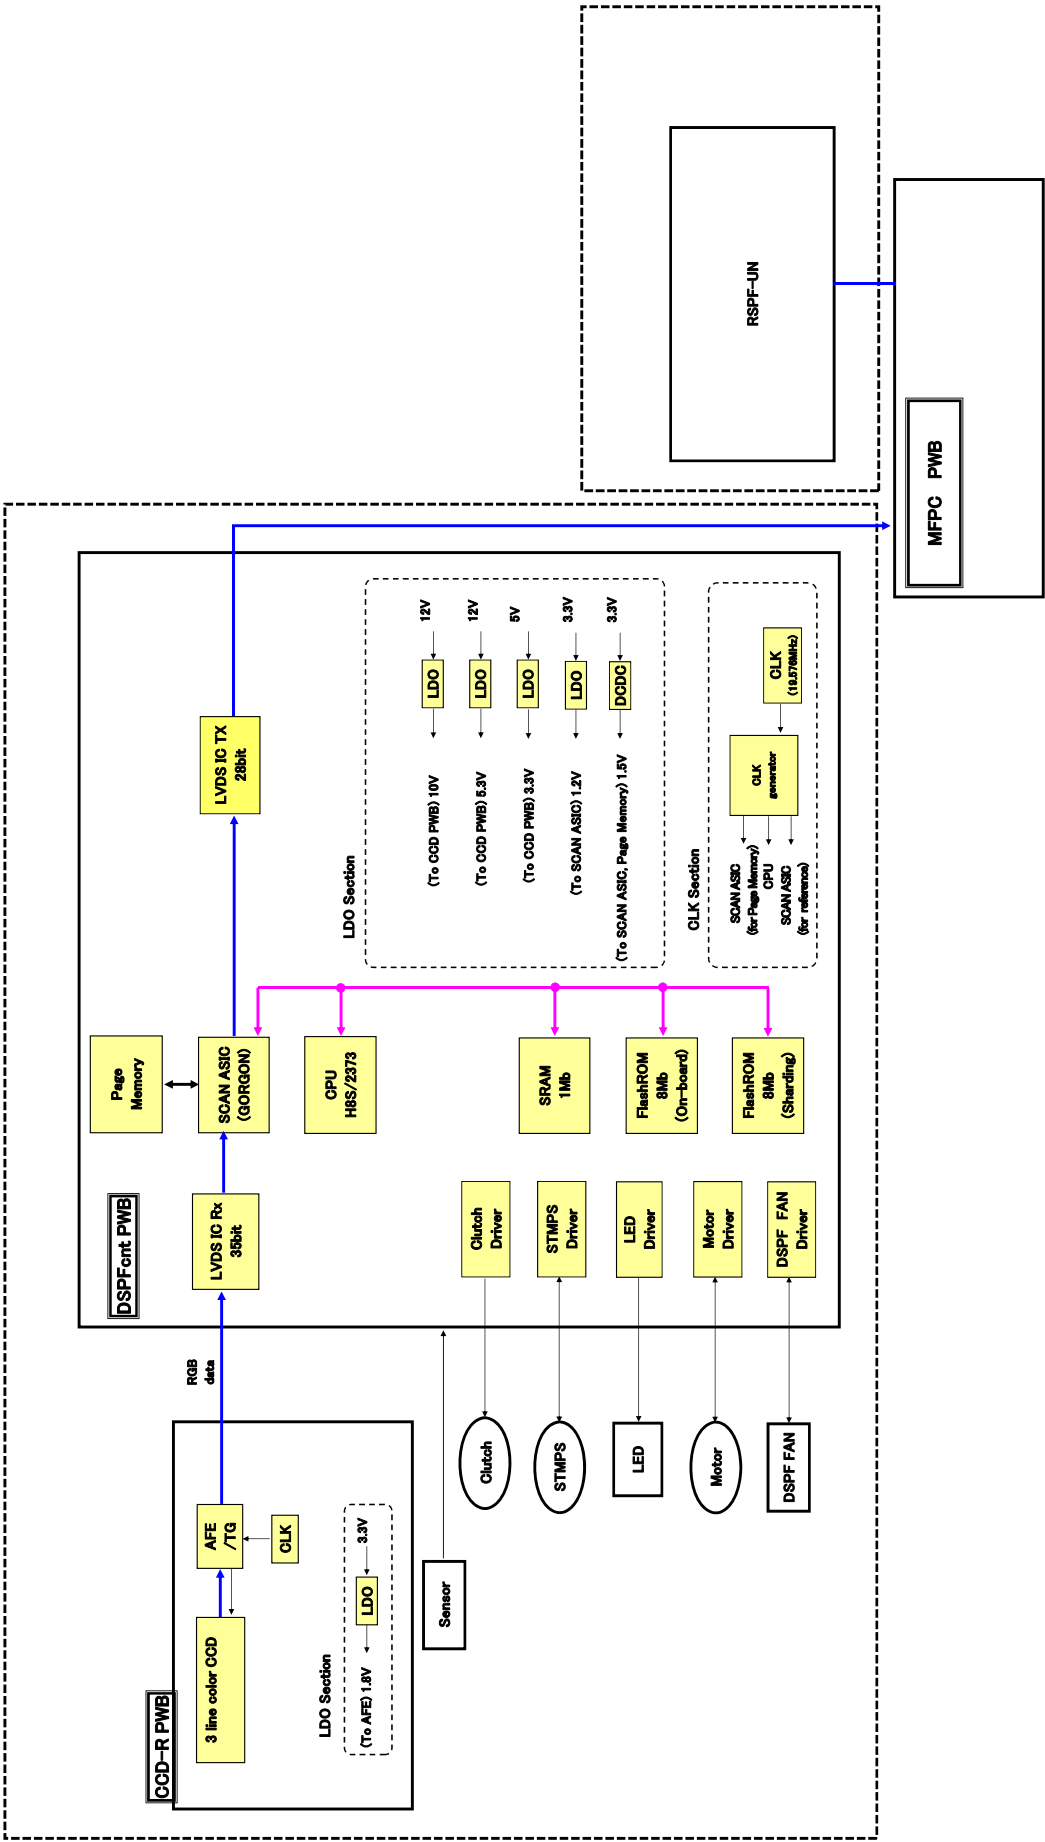 CCD-R PWB
3 line color CCD
AFE
/TG
CLK
LDO Section
3.3V
LDO
(To AFE) 1.8V
RGB
data
Sensor
Clutch
STMPS
LED
Motor
DSPF FAN
DSPFcnt PWB
LVDS IC Rx
35bit
Page
Memory
SCAN ASIC
(GORGON)
CPU
H8S/2373
SRAM
1Mb
FlashROM
8Mb
(On-board)
FlashROM
8Mb
(Sharding)
Clutch
Driver
STMPS
Driver
LED
Driver
Motor
Driver
DSPF FAN
Driver
LVDS IC TX
28bit
LDO Section
(To CCD PWB) 10V
LDO
12V
(To CCD PWB) 5.3V
LDO
12V
(To CCD PWB) 3.3V
LDO
5V
(To SCAN ASIC) 1.2V
LDO
3.3V
(To SCAN ASIC, Page Memory) 1.5V
DCDC
3.3V
CLK Section
SCAN ASIC
(for Page Memory)
CPU
SCAN ASIC
(for reference)
CLK
generator
CLK
(19.576MHz)
RSPF-UN
MFPC PWB